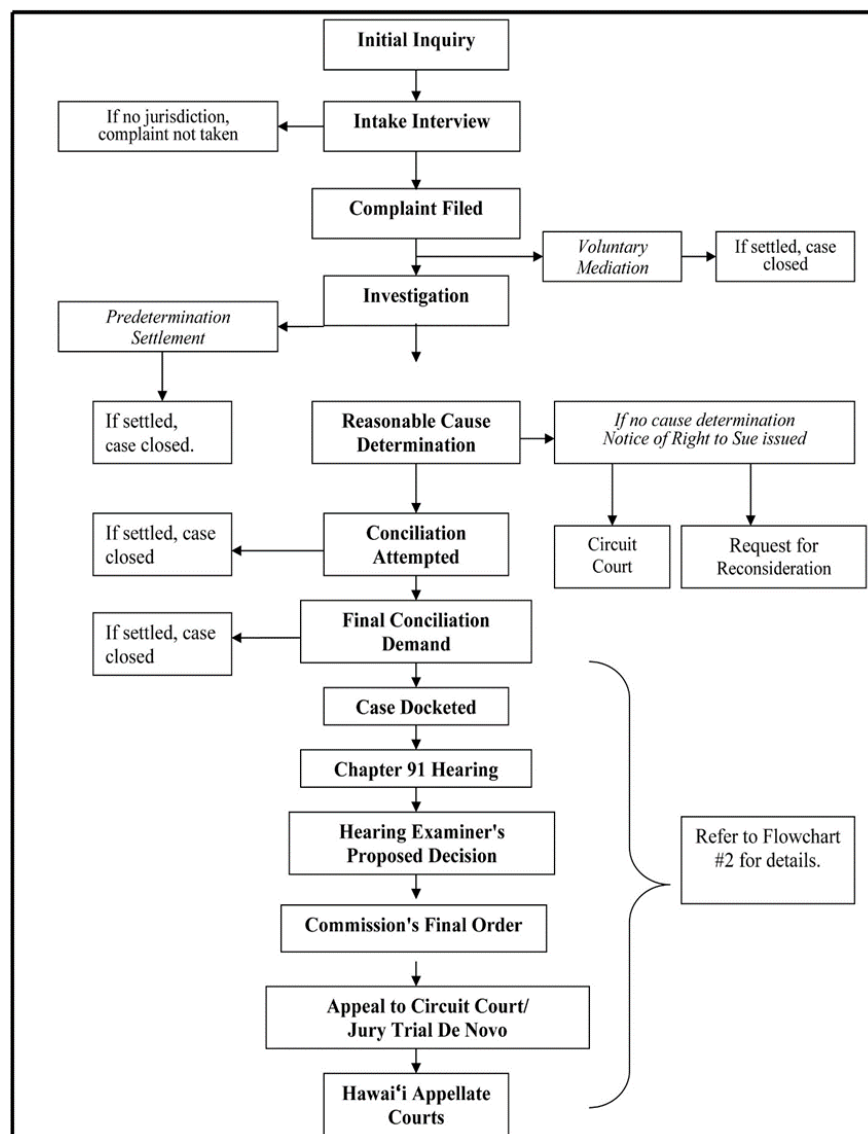 Initial Inquiry
If no jurisdiction,
complaint not taken
Intake Interview
Complaint Filed
Voluntary
Mediation
If settled, case
closed
Investigation
Predetermination
Settlement
If settled,
case closed.
Reasonable Cause
Determination
If no cause determination
Notice of Right to Sue issued
Circuit
Court
Request for
Reconsideration
If settled, case
closed
Conciliation
Attempted
If settled, case
closed
Final Conciliation
Demand
Case Docketed
Chapter 91 Hearing
Hearing Examiner's
Proposed Decision
Refer to Flowchart
#2 for details.
Commission's Final Order
Appeal to Circuit Court/
Jury Trial De Novo
Hawaiʻi Appellate
Courts